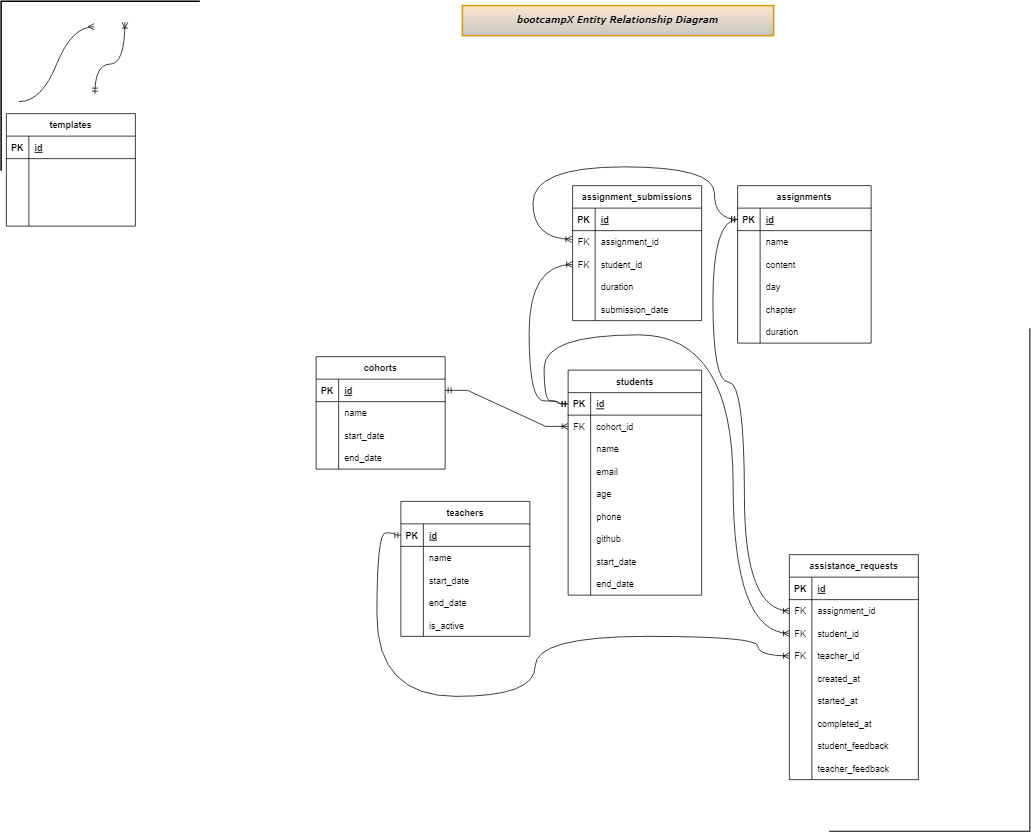 bootcampX Entity Relationship Diagram
templates
PK id
assignment_submissions
PK id
FK assignment_id
FK student_id
duration
submission_date
assignments
PK id
name
content
day
chapter
duration
cohorts
PK id
name
start_date
end_date
students
PK id
FK cohort_id
name
email
age
phone
github
start_date
end_date
teachers
PK id
name
start_date
end_date
is_active
assistance_requests
PK id
FK assignment_id
FK student_id
FK teacher_id
created_at
started_at
completed_at
student_feedback
teacher_feedback